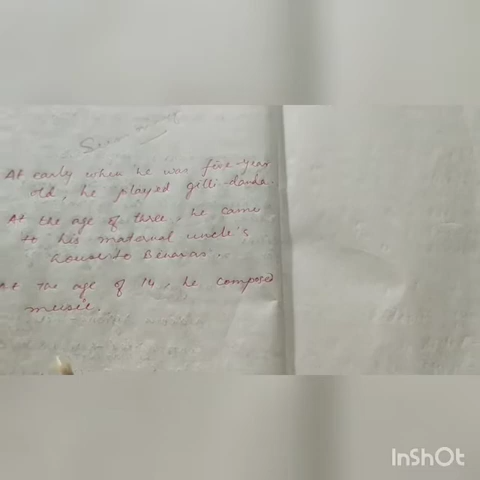 At early when he was five-year
old, he played gilli-danda.
At the age of three, he came
to his maternal uncle's
house to Benaras.
At the age of 14, he composed
music.
InShOt